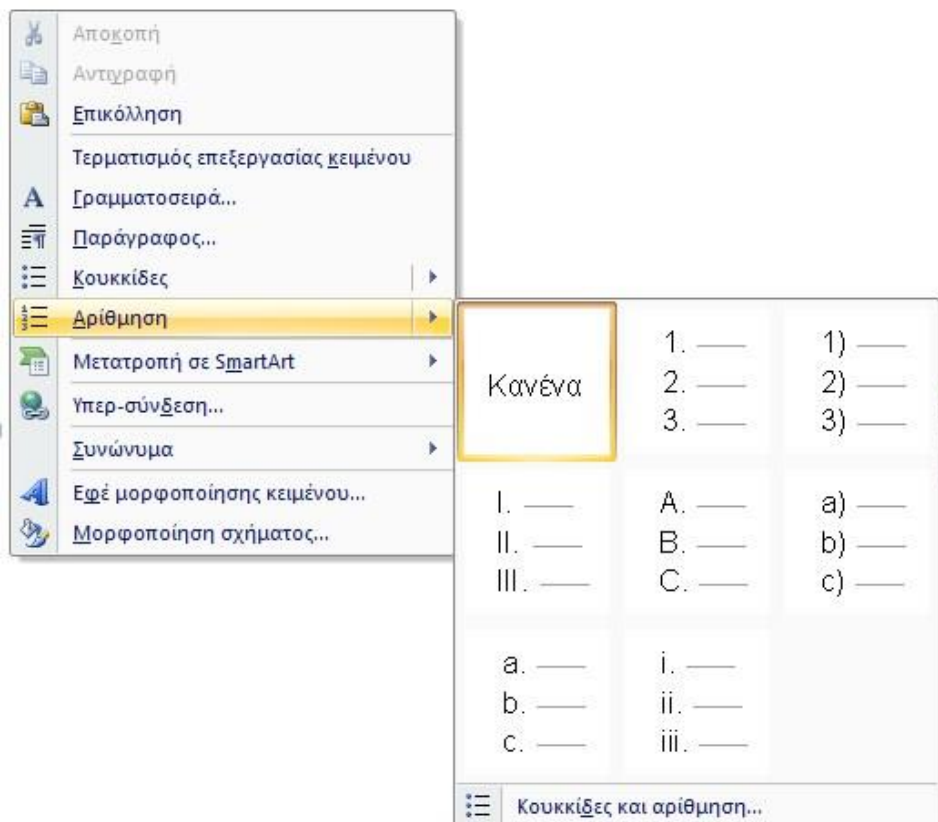 Αποκοπή
Αντιγραφή
Επικόλληση
Τερματισμός επεξεργασίας κειμένου
Γραμματοσειρά...
Παράγραφος...
Κουκκίδες
Αρίθμηση
Μετατροπή σε SmartArt
Υπερ-σύνδεση...
Συνώνυμα
Εφέ μορφοποίησης κειμένου...
Μορφοποίηση σχήματος...
Κανένα
1.
2.
3.
1)
2)
3)
I.
II.
III.
A.
B.
C.
a)
b)
c)
a.
b.
c.
i.
ii.
iii.
Κουκκίδες και αρίθμηση...